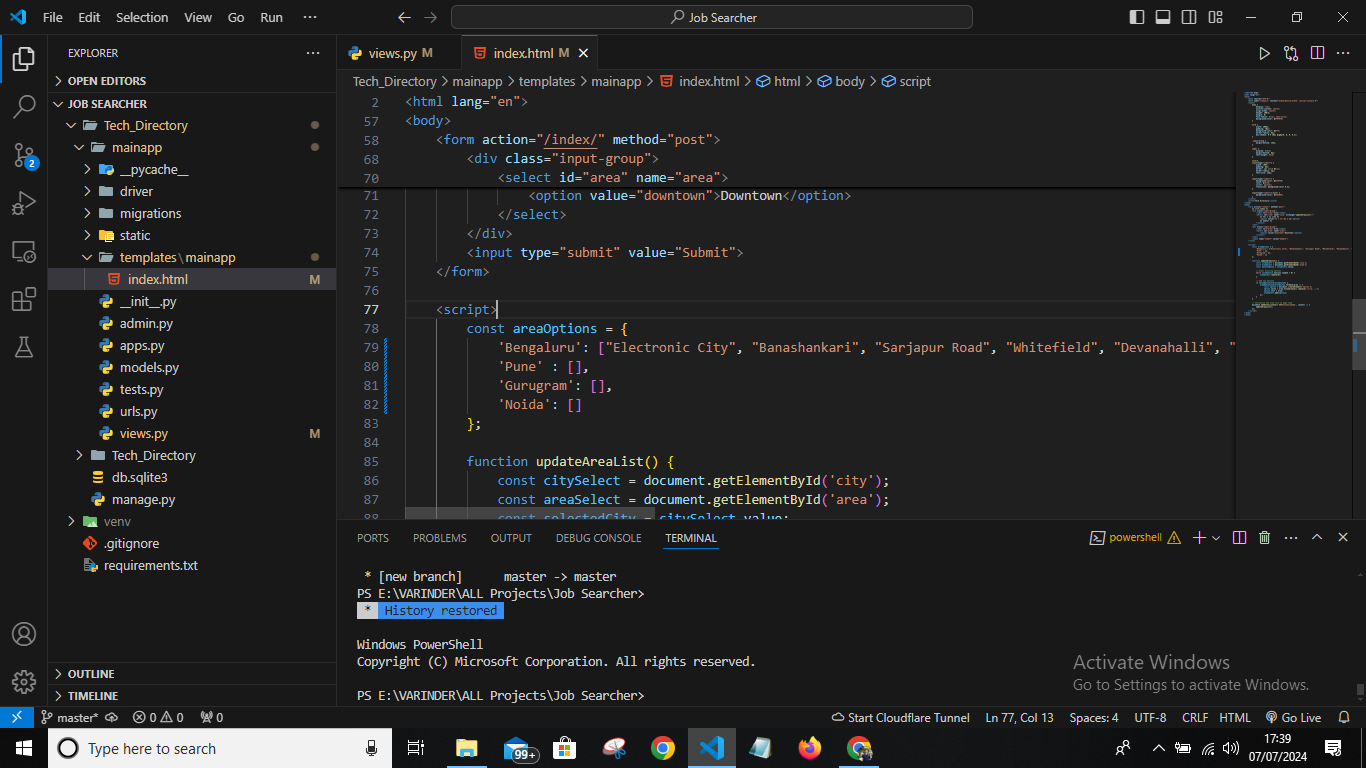 File Edit Selection View Go Run ···
Job Searcher
EXPLORER ···
OPEN EDITORS
JOB SEARCHER
Tech_Directory
mainapp
__pycache__
driver
migrations
static
templates\mainapp
index.html M
__init__.py
admin.py
apps.py
models.py
tests.py
urls.py
views.py M
Tech_Directory
db.sqlite3
manage.py
venv
.gitignore
requirements.txt
OUTLINE
TIMELINE
2
views.py M
index.html M
Tech_Directory > mainapp > templates > mainapp > index.html > html > body > script
2 <html lang="en">
57 <body>
58 <form action="/index/" method="post">
68 <div class="input-group">
70 <select id="area" name="area">
71 <option value="downtown">Downtown</option>
72 </select>
73 </div>
74 <input type="submit" value="Submit">
75 </form>
76
77 <script>
78 const areaOptions = {
79 'Bengaluru': ["Electronic City", "Banashankari", "Sarjapur Road", "Whitefield", "Devanahalli", "
80 'Pune' : [],
81 'Gurugram': [],
82 'Noida': []
83 };
84
85 function updateAreaList() {
86 const citySelect = document.getElementById('city');
87 const areaSelect = document.getElementById('area');
88 const selectedCity = citySelect.value;
PORTS PROBLEMS OUTPUT DEBUG CONSOLE TERMINAL
powershell
* [new branch] master -> master
PS E:\VARINDER\ALL Projects\Job Searcher>
* History restored
Windows PowerShell
Copyright (C) Microsoft Corporation. All rights reserved.
PS E:\VARINDER\ALL Projects\Job Searcher>
Activate Windows
Go to Settings to activate Windows.
master* 0 0 0
Start Cloudflare Tunnel Ln 77, Col 13 Spaces: 4 UTF-8 CRLF HTML Go Live
Type here to search
99+
17:39
07/07/2024